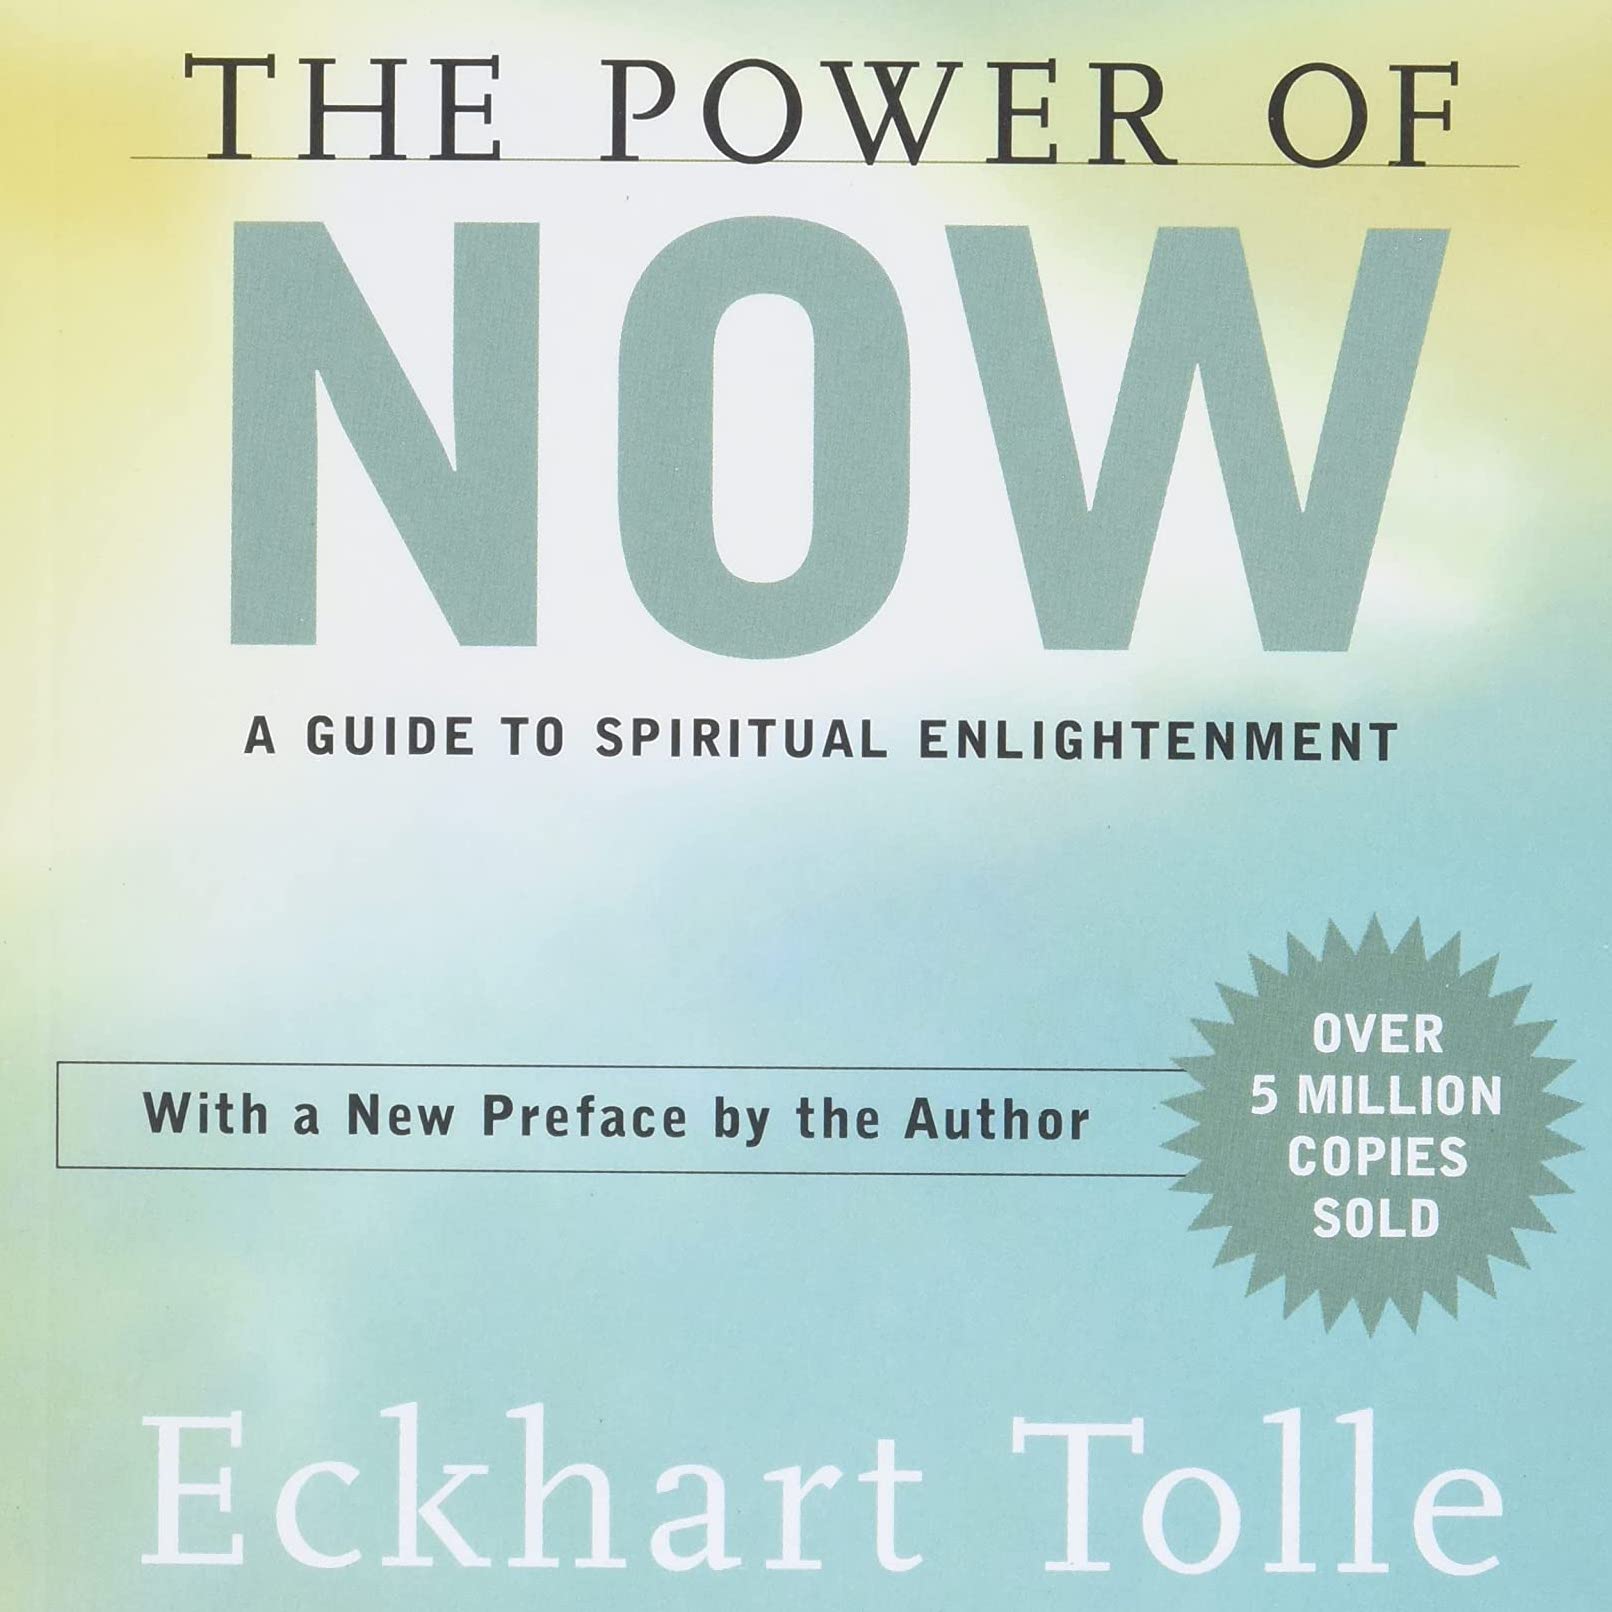 THE POWER OF
NOW
A GUIDE TO SPIRITUAL ENLIGHTENMENT
With a New Preface by the Author
OVER
5 MILLION
COPIES
SOLD
Eckhart Tolle